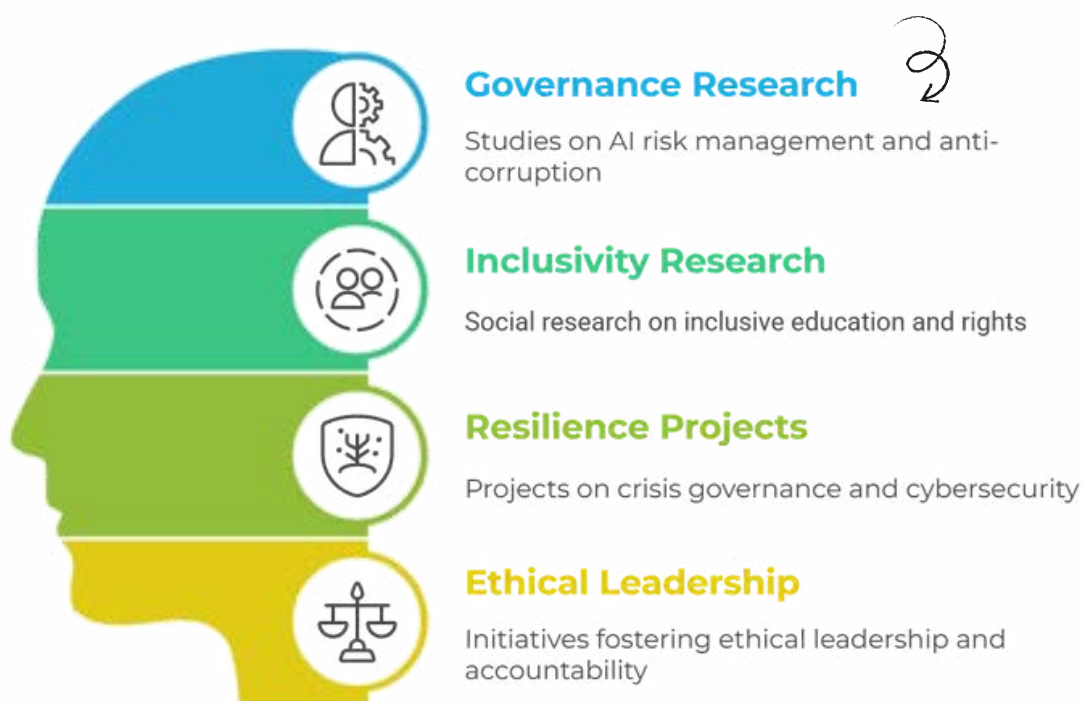 Governance Research
Studies on AI risk management and anti-
corruption
Inclusivity Research
Social research on inclusive education and rights
Resilience Projects
Projects on crisis governance and cybersecurity
Ethical Leadership
Initiatives fostering ethical leadership and
accountability